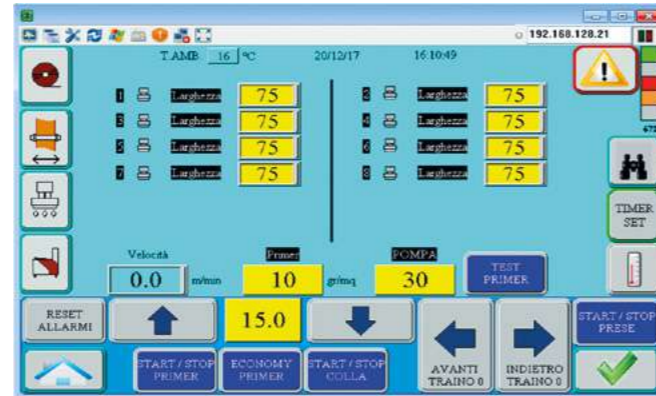 192.168.128.21
T.AMB 16 °C 20/12/17 16:10:49
1 Larghezza 75 2 Larghezza 75
3 Larghezza 75 4 Larghezza 75
5 Larghezza 75 6 Larghezza 75
7 Larghezza 75 8 Larghezza 75
672
TIMER
SET
Velocità Primer POMPA
0.0 m/min 10 gr/mq 30
TEST
PRIMER
RESET
ALLARMI
15.0
START / STOP
PRESE
START / STOP
PRIMER
ECONOMY
PRIMER
START / STOP
COLLA
AVANTI
TRAINO 0
INDIETRO
TRAINO 0